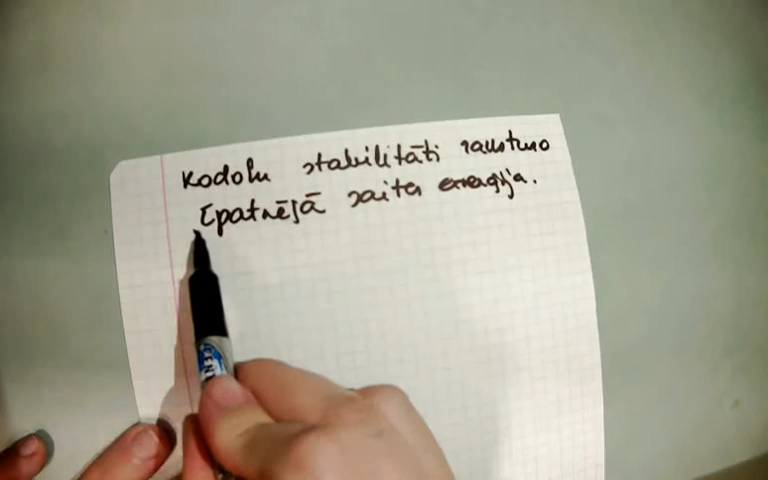 Kodolu stabilitāti raksturo
īpatnējā saites enerģija.